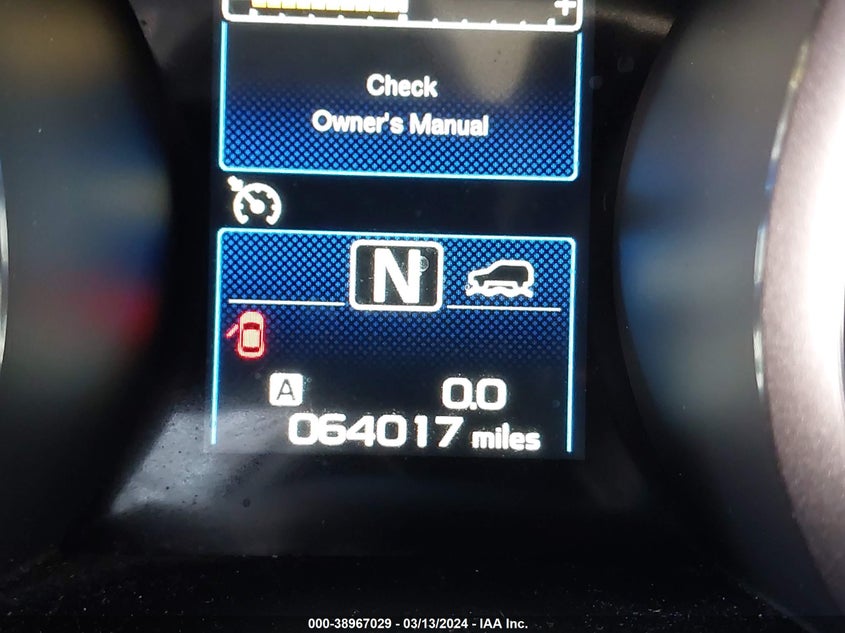 +
Check
Owner's Manual
N
A
0.0
064017 miles
000-38967029 - 03/13/2024 - IAA Inc.